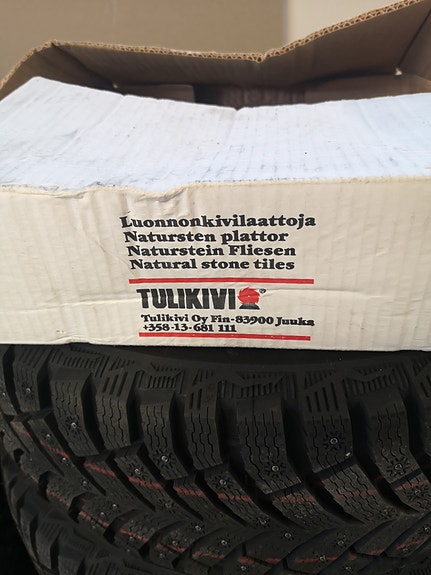 Luonnonkivilaattoja
Natursten plattor
Naturstein Fliesen
Natural stone tiles
TULIKIVI®
Tulikivi Oy Fin-83900 Juuka
+358-13-681 111